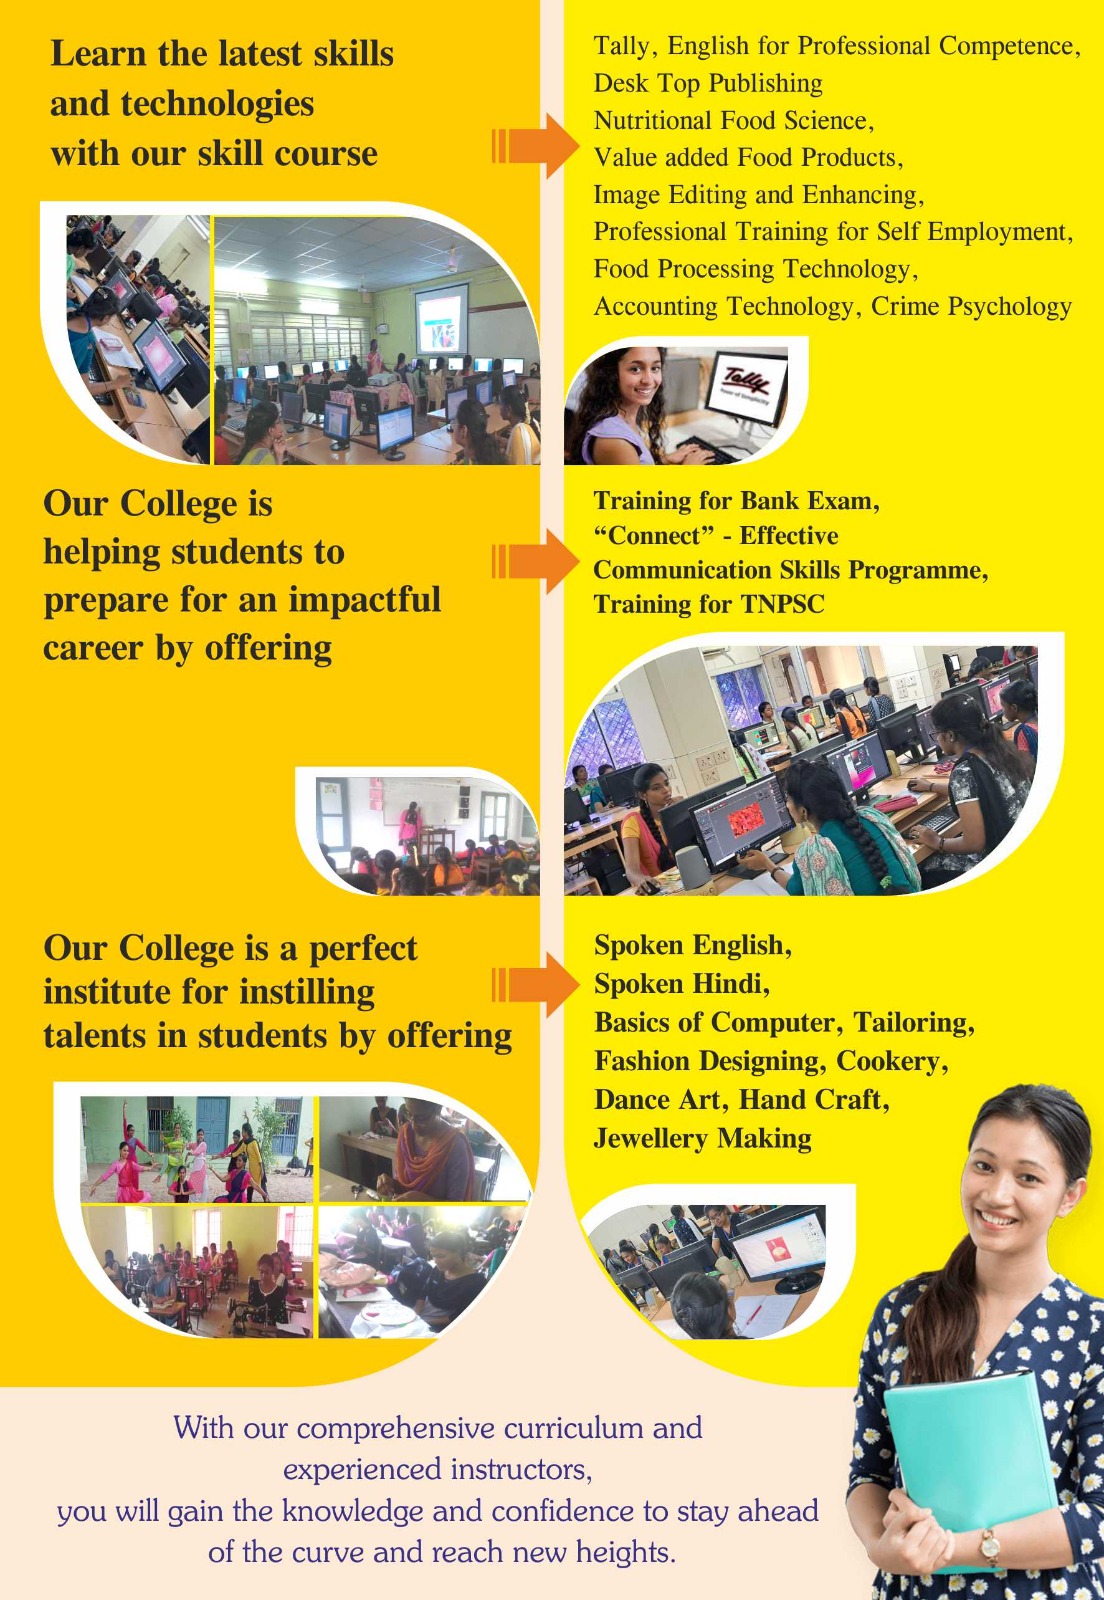 Learn the latest skills
and technologies
with our skill course
Tally, English for Professional Competence,
Desk Top Publishing
Nutritional Food Science,
Value added Food Products,
Image Editing and Enhancing,
Professional Training for Self Employment,
Food Processing Technology,
Accounting Technology, Crime Psychology
Tally
Power of Simplicity
Our College is
helping students to
prepare for an impactful
career by offering
Training for Bank Exam,
“Connect” - Effective
Communication Skills Programme,
Training for TNPSC
Our College is a perfect
institute for instilling
talents in students by offering
Spoken English,
Spoken Hindi,
Basics of Computer, Tailoring,
Fashion Designing, Cookery,
Dance Art, Hand Craft,
Jewellery Making
With our comprehensive curriculum and
experienced instructors,
you will gain the knowledge and confidence to stay ahead
of the curve and reach new heights.